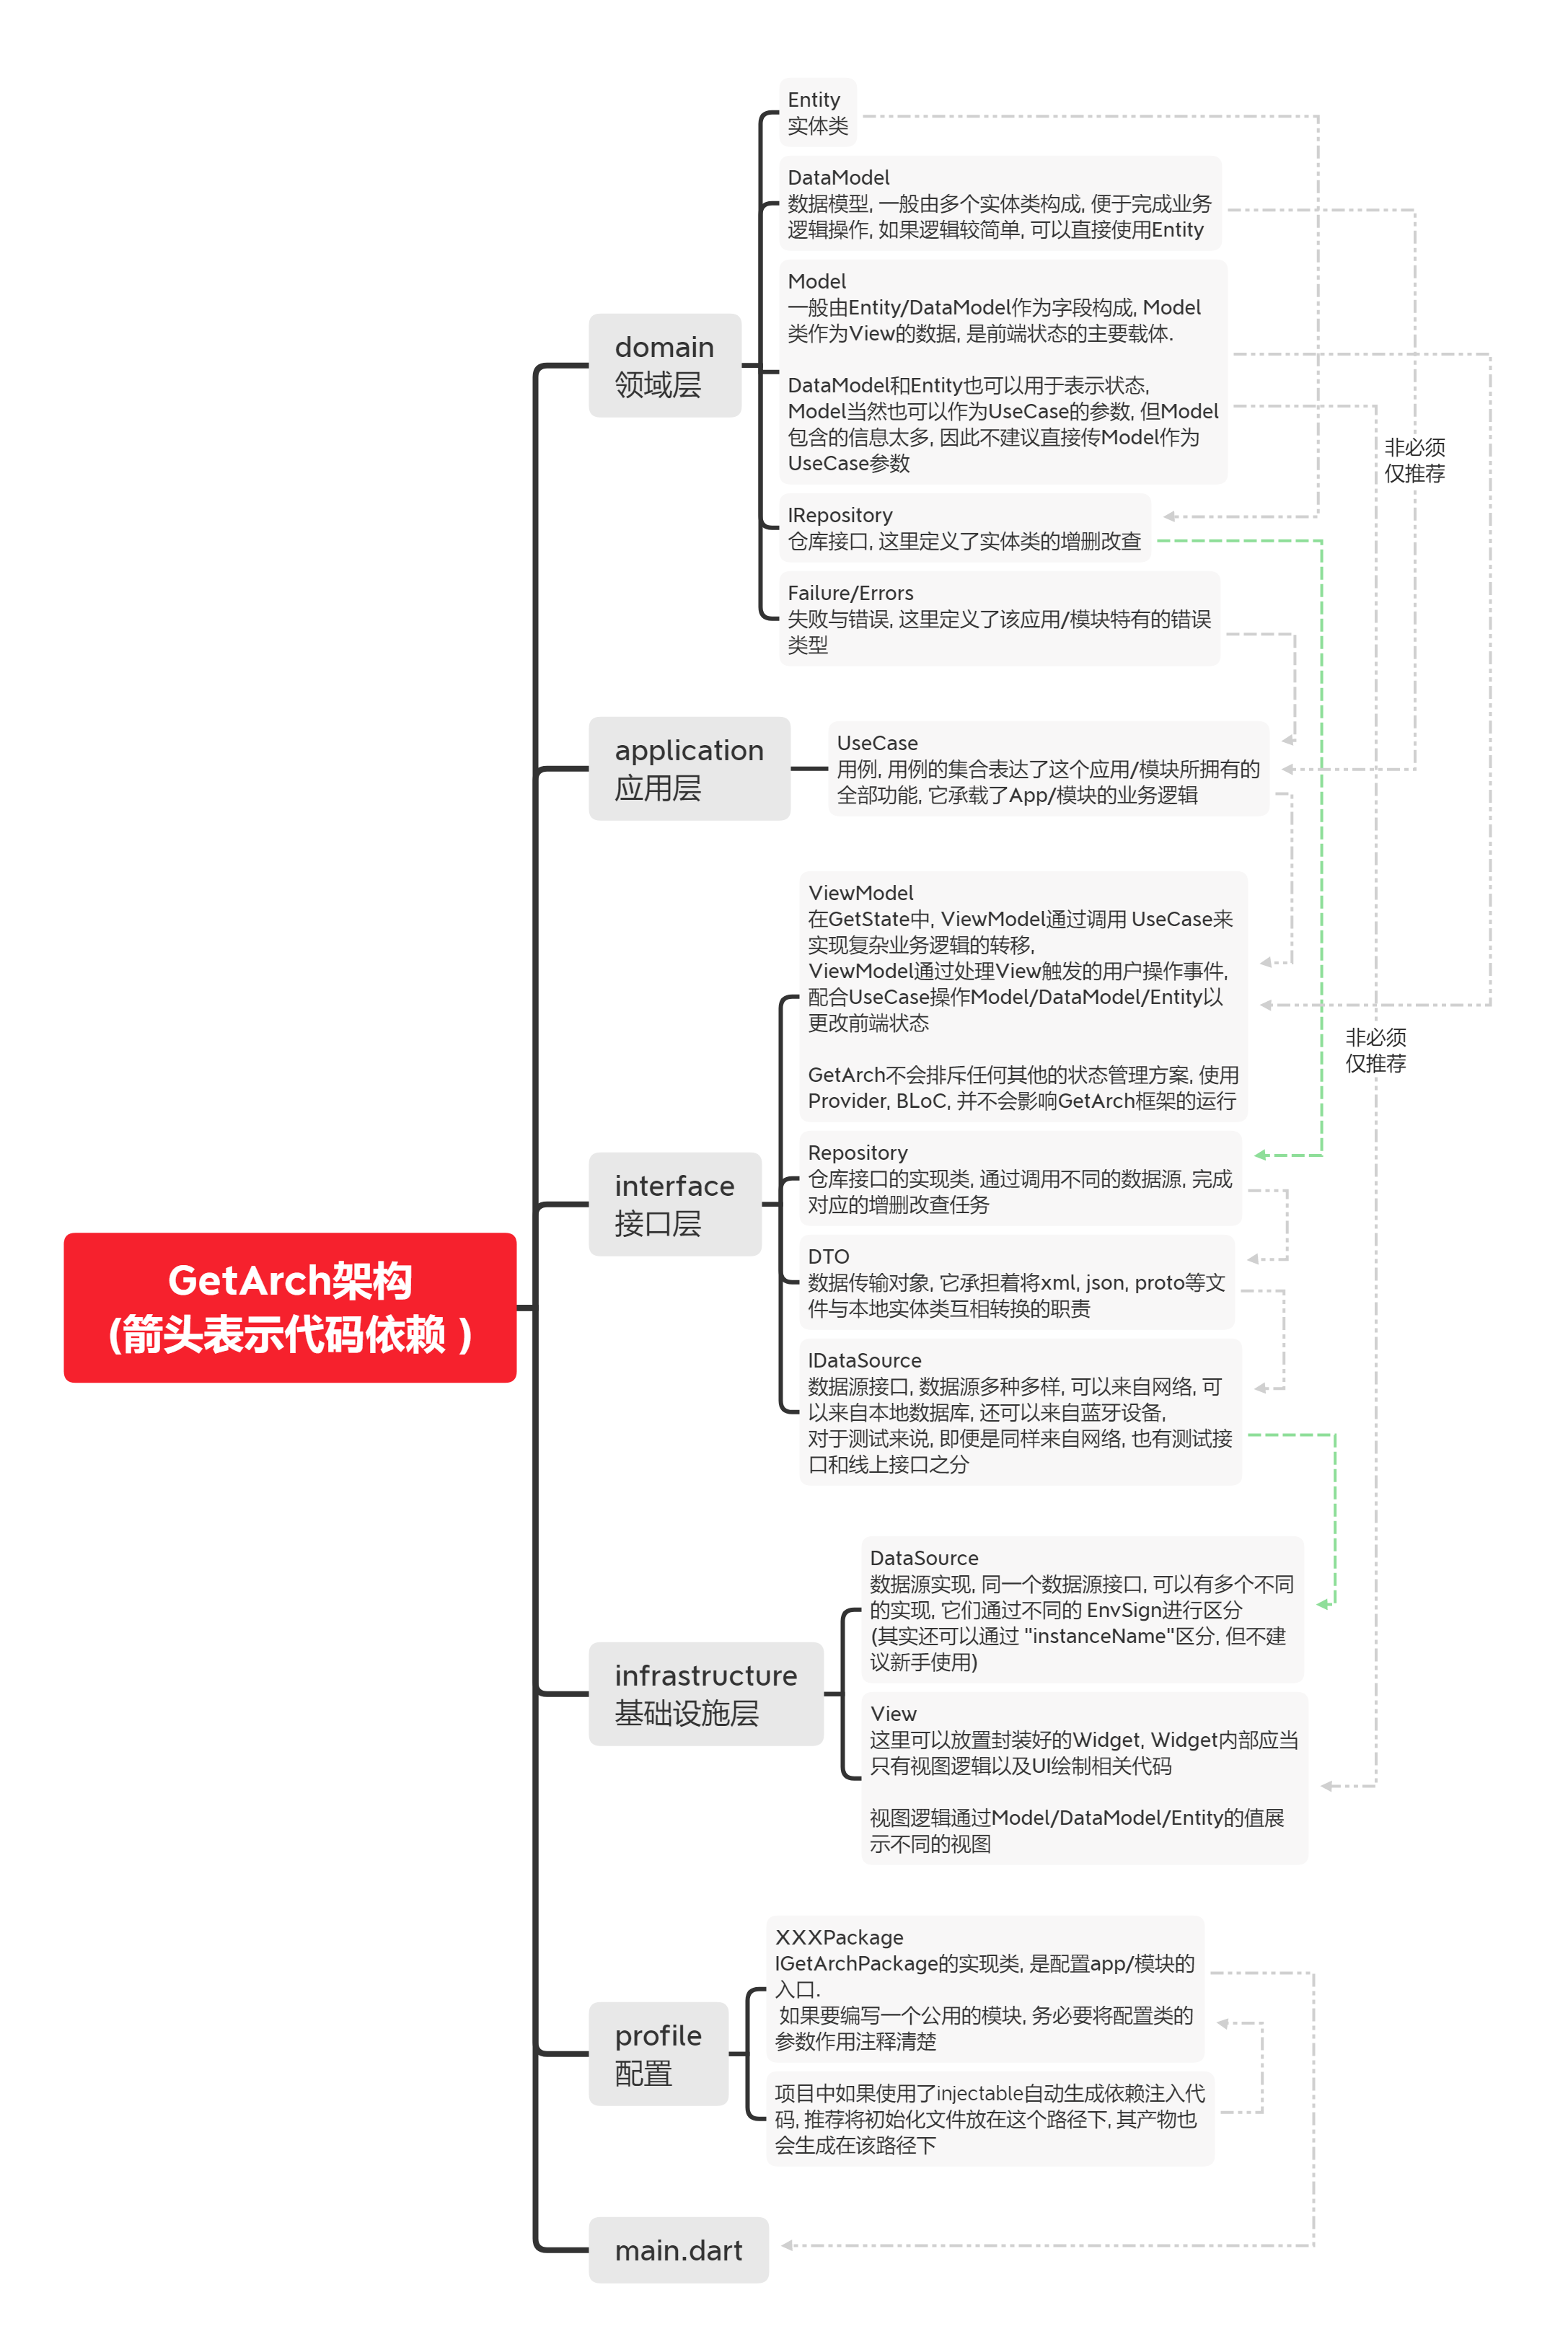 GetArch架构
(箭头表示代码依赖 )
domain
领域层
Entity
实体类
DataModel
数据模型, 一般由多个实体类构成, 便于完成业务
逻辑操作, 如果逻辑较简单, 可以直接使用Entity
Model
一般由Entity/DataModel作为字段构成, Model
类作为View的数据, 是前端状态的主要载体.
DataModel和Entity也可以用于表示状态,
Model当然也可以作为UseCase的参数, 但Model
包含的信息太多, 因此不建议直接传Model作为
UseCase参数
IRepository
仓库接口, 这里定义了实体类的增删改查
Failure/Errors
失败与错误, 这里定义了该应用/模块特有的错误
类型
非必须
仅推荐
application
应用层
UseCase
用例, 用例的集合表达了这个应用/模块所拥有的
全部功能, 它承载了App/模块的业务逻辑
interface
接口层
ViewModel
在GetState中, ViewModel通过调用 UseCase来
实现复杂业务逻辑的转移,
ViewModel通过处理View触发的用户操作事件,
配合UseCase操作Model/DataModel/Entity以
更改前端状态
GetArch不会排斥任何其他的状态管理方案, 使用
Provider, BLoC, 并不会影响GetArch框架的运行
非必须
仅推荐
Repository
仓库接口的实现类, 通过调用不同的数据源, 完成
对应的增删改查任务
DTO
数据传输对象, 它承担着将xml, json, proto等文
件与本地实体类互相转换的职责
IDataSource
数据源接口, 数据源多种多样, 可以来自网络, 可
以来自本地数据库, 还可以来自蓝牙设备,
对于测试来说, 即便是同样来自网络, 也有测试接
口和线上接口之分
infrastructure
基础设施层
DataSource
数据源实现, 同一个数据源接口, 可以有多个不同
的实现, 它们通过不同的 EnvSign进行区分
(其实还可以通过 "instanceName"区分, 但不建
议新手使用)
View
这里可以放置封装好的Widget, Widget内部应当
只有视图逻辑以及UI绘制相关代码
视图逻辑通过Model/DataModel/Entity的值展
示不同的视图
profile
配置
XXXPackage
IGetArchPackage的实现类, 是配置app/模块的
入口.
如果要编写一个公用的模块, 务必要将配置类的
参数作用注释清楚
项目中如果使用了injectable自动生成依赖注入代
码, 推荐将初始化文件放在这个路径下, 其产物也
会生成在该路径下
main.dart